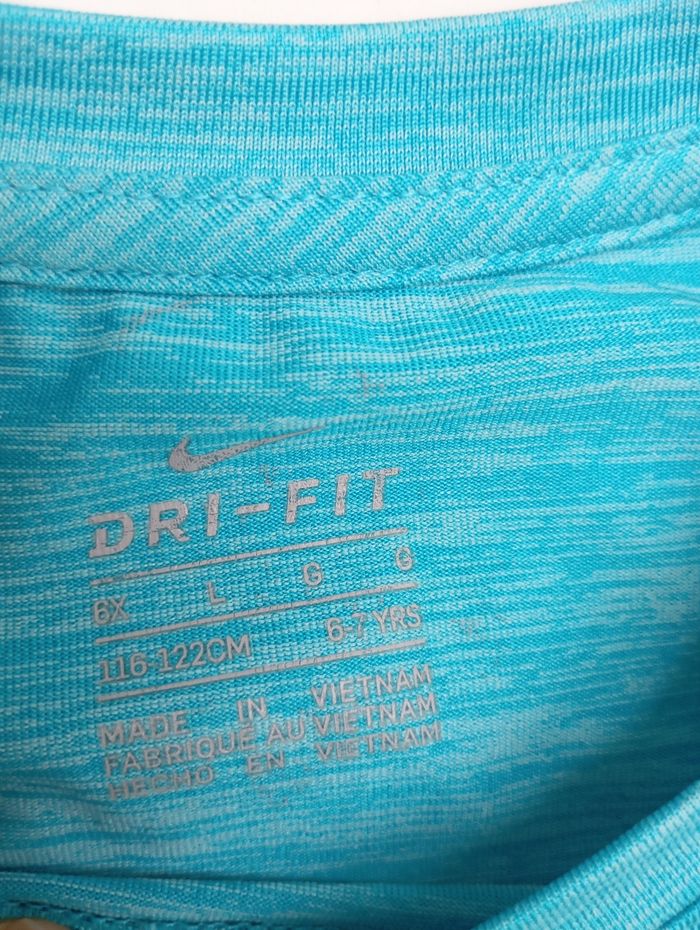 DRI-FIT
6X L G G
116-122CM 6-7 YRS
MADE IN VIETNAM
FABRIQUÉ AU VIETNAM
HECHO EN VIETNAM